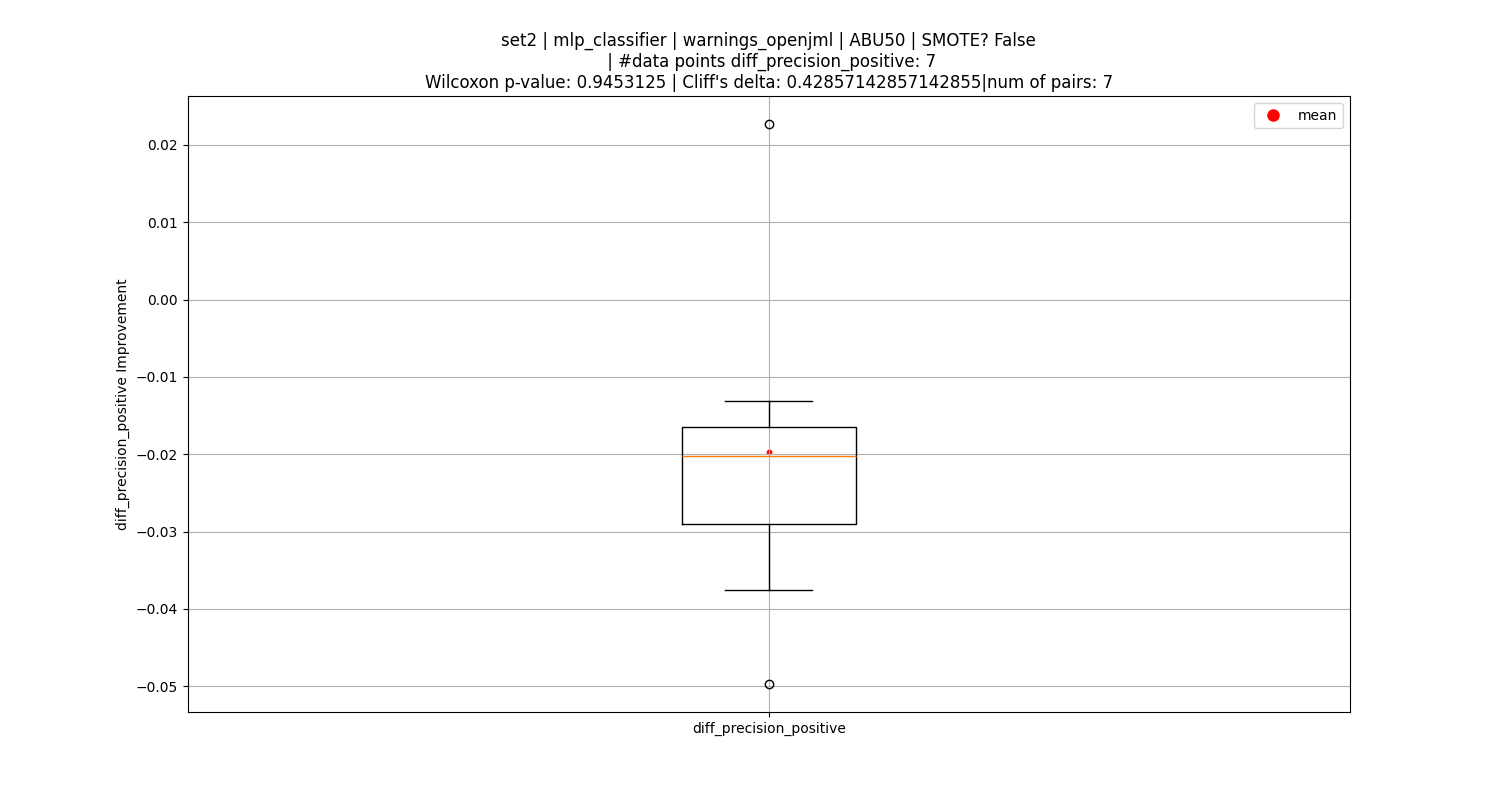 set2 | mlp_classifier | warnings_openjml | ABU50 | SMOTE? False
| #data points diff_precision_positive: 7
Wilcoxon p-value: 0.9453125 | Cliff's delta: 0.42857142857142855|num of pairs: 7
mean
0.02
0.01
0.00
−0.01
−0.02
−0.03
−0.04
−0.05
diff_precision_positive Improvement
diff_precision_positive